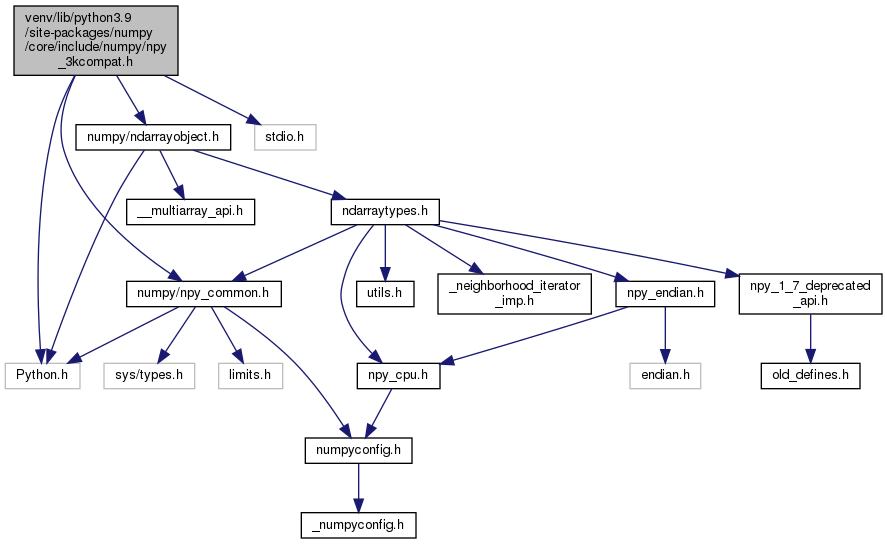 venv/lib/python3.9
/site-packages/numpy
/core/include/numpy/npy
_3kcompat.h
numpy/ndarrayobject.h
stdio.h
__multiarray_api.h
ndarraytypes.h
numpy/npy_common.h
utils.h
_neighborhood_iterator
_imp.h
npy_endian.h
npy_1_7_deprecated
_api.h
Python.h
sys/types.h
limits.h
npy_cpu.h
endian.h
old_defines.h
numpyconfig.h
_numpyconfig.h